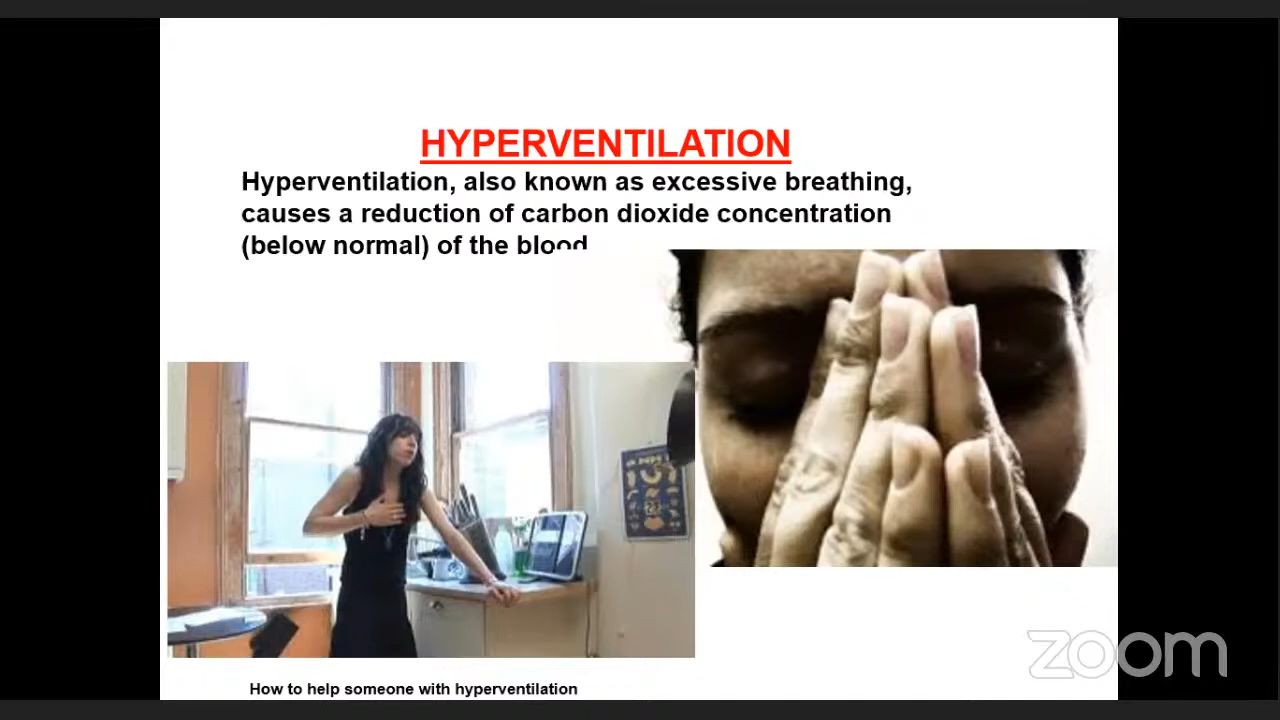 HYPERVENTILATION
Hyperventilation, also known as excessive breathing,
causes a reduction of carbon dioxide concentration
(below normal) of the blood
zoom
How to help someone with hyperventilation